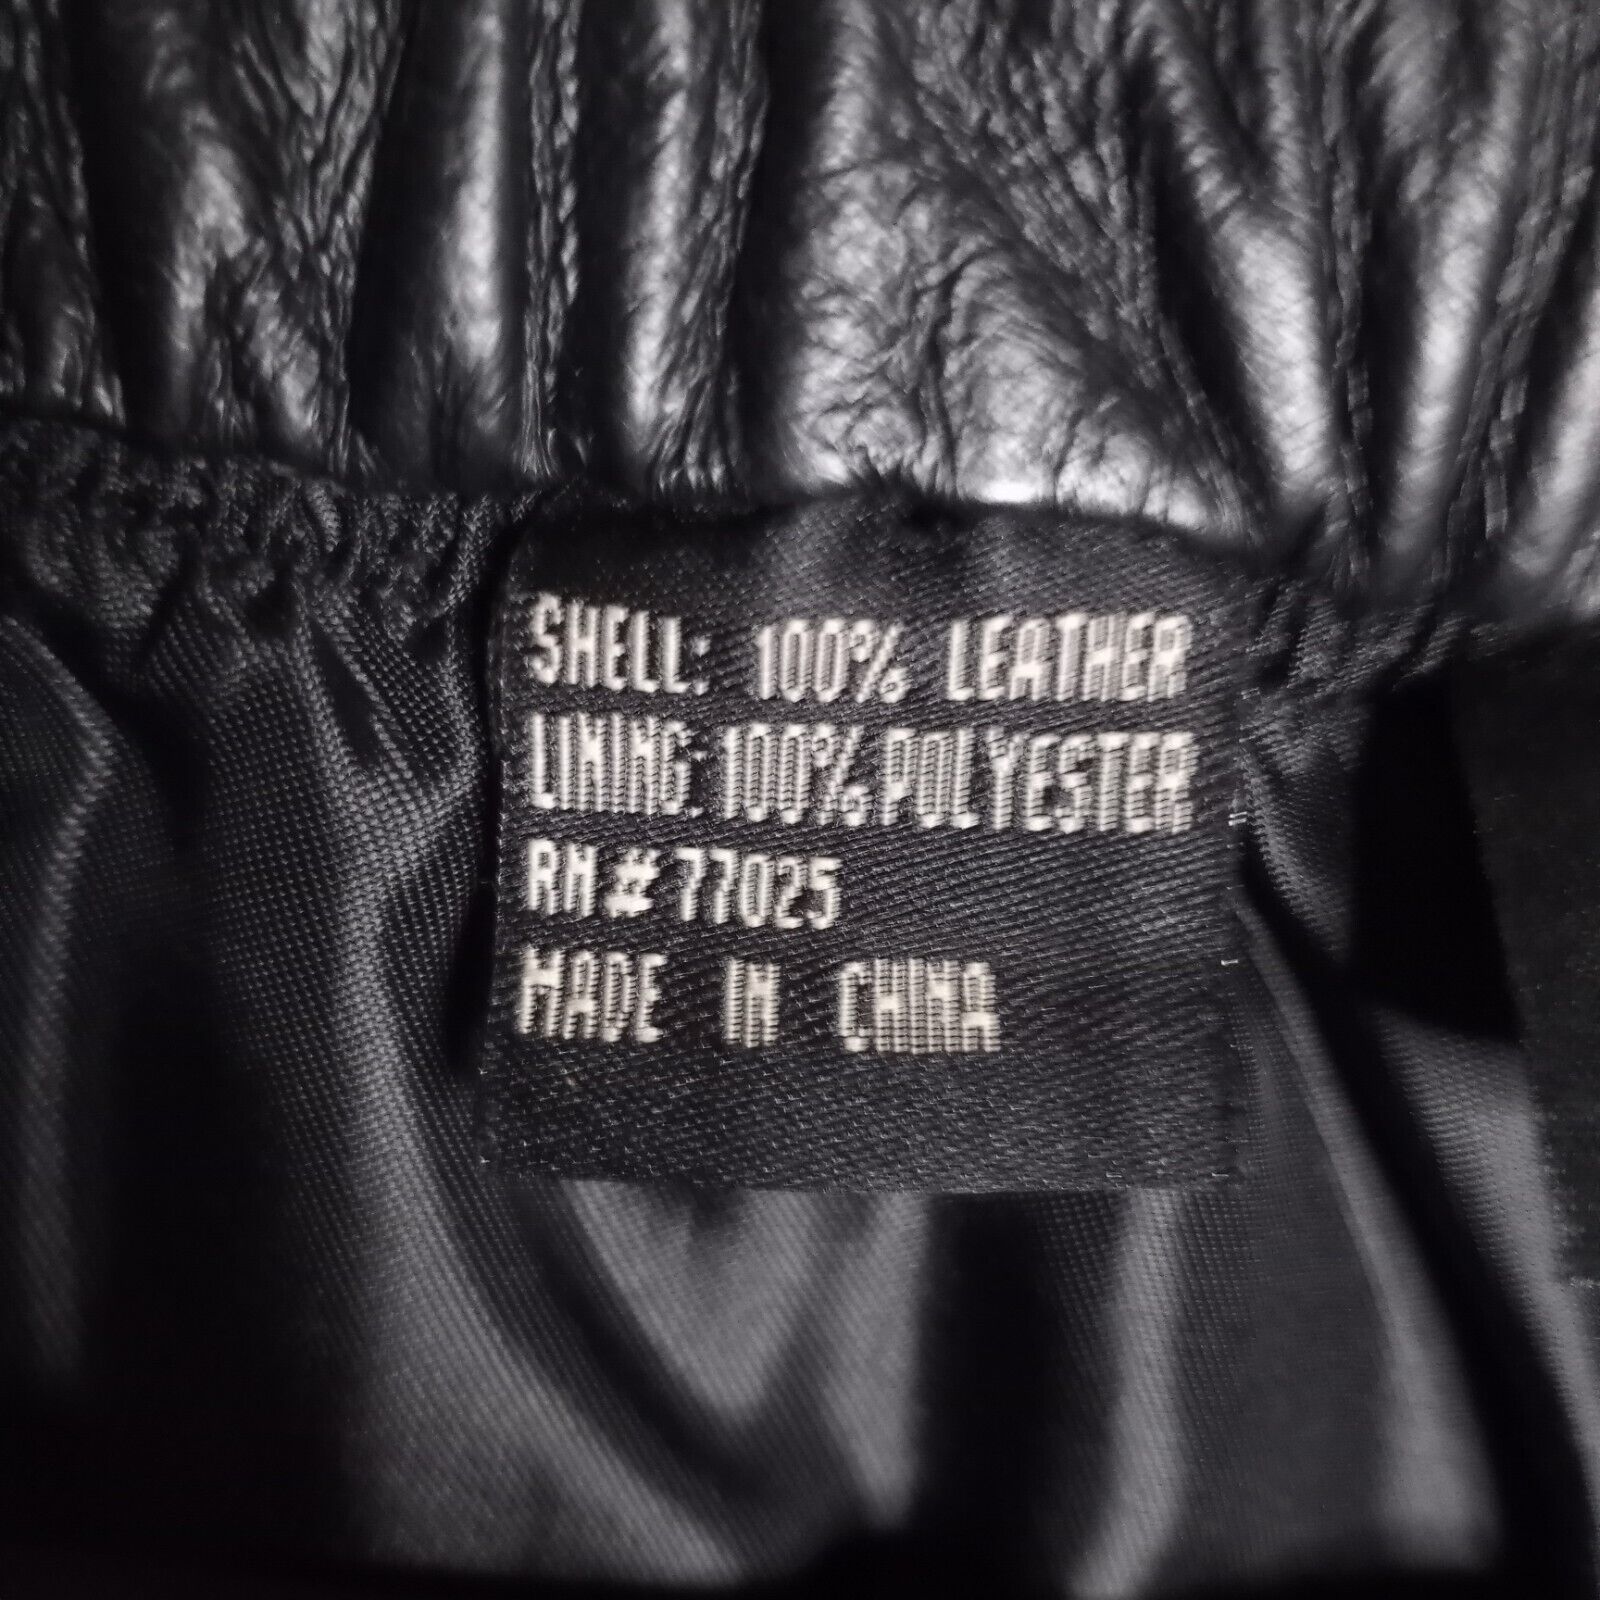 SHELL: 100% LEATHER
LINING: 100% POLYESTER
RN # 77025
MADE IN CHINA